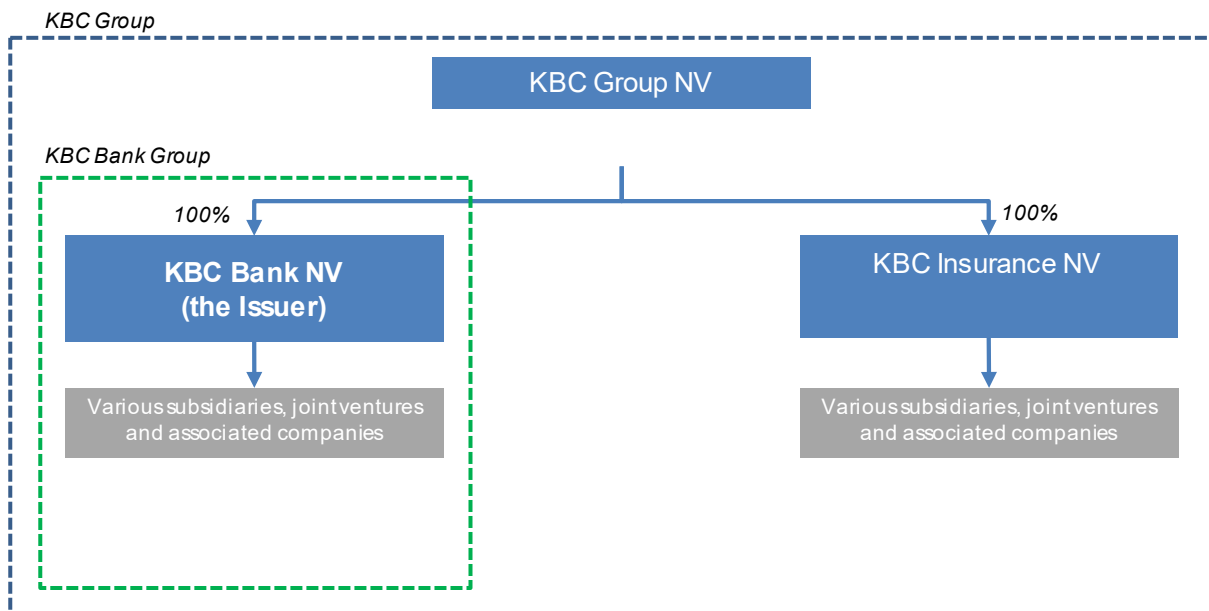 KBC Group
KBC Group NV
KBC Bank Group
100%
100%
KBC Bank NV
(the Issuer)
KBC Insurance NV
Various subsidiaries, joint ventures
and associated companies
Various subsidiaries, joint ventures
and associated companies